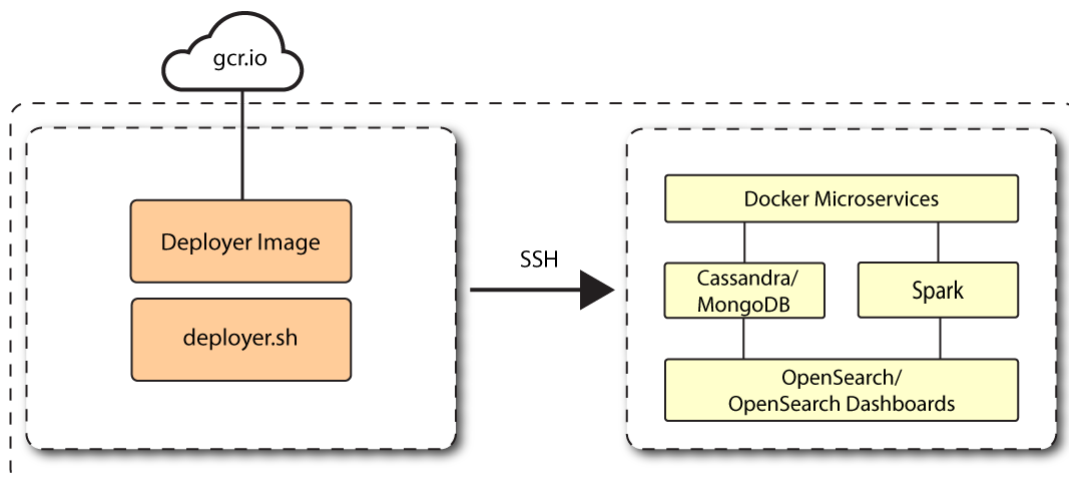 gcr.io
Deployer Image
deployer.sh
SSH
Docker Microservices
Cassandra/
MongoDB
Spark
OpenSearch/
OpenSearch Dashboards